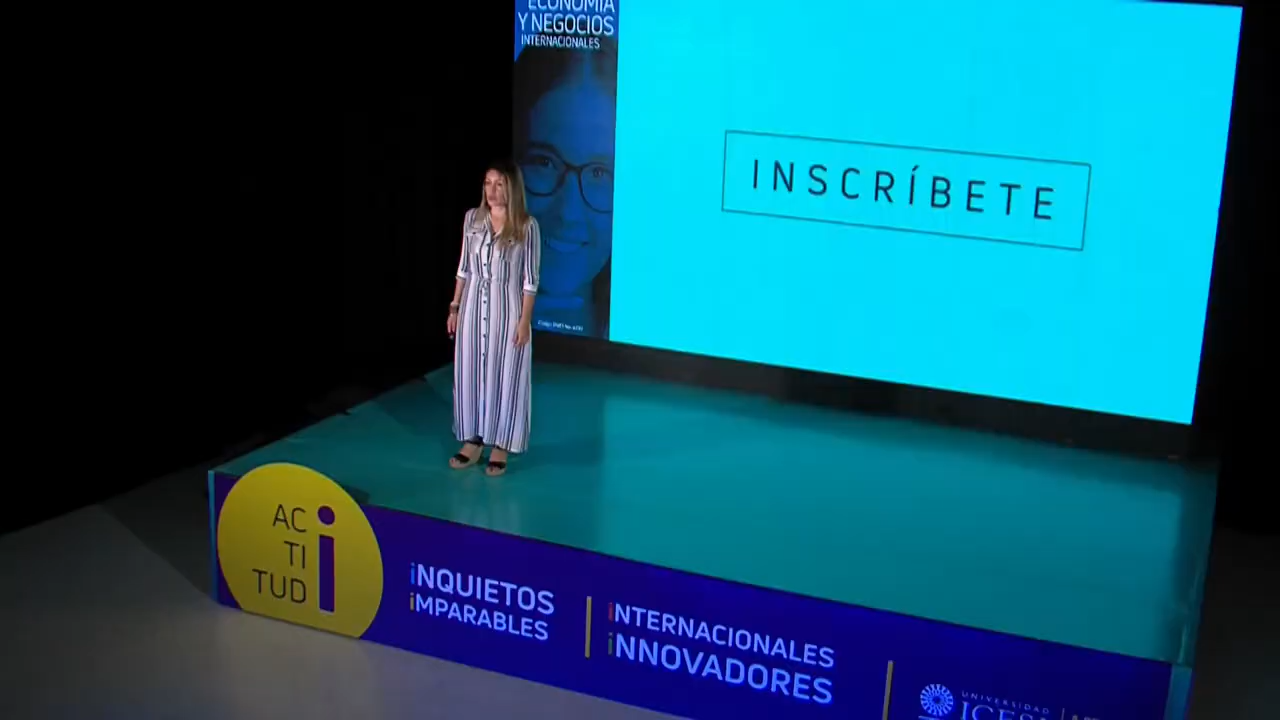 ECONOMÍA
Y NEGOCIOS
INTERNACIONALES
INSCRÍBETE
AC
TI
TUD
i
iNQUIETOS
iMPARABLES
iNTERNACIONALES
iNNOVADORES
UNIVERSIDAD